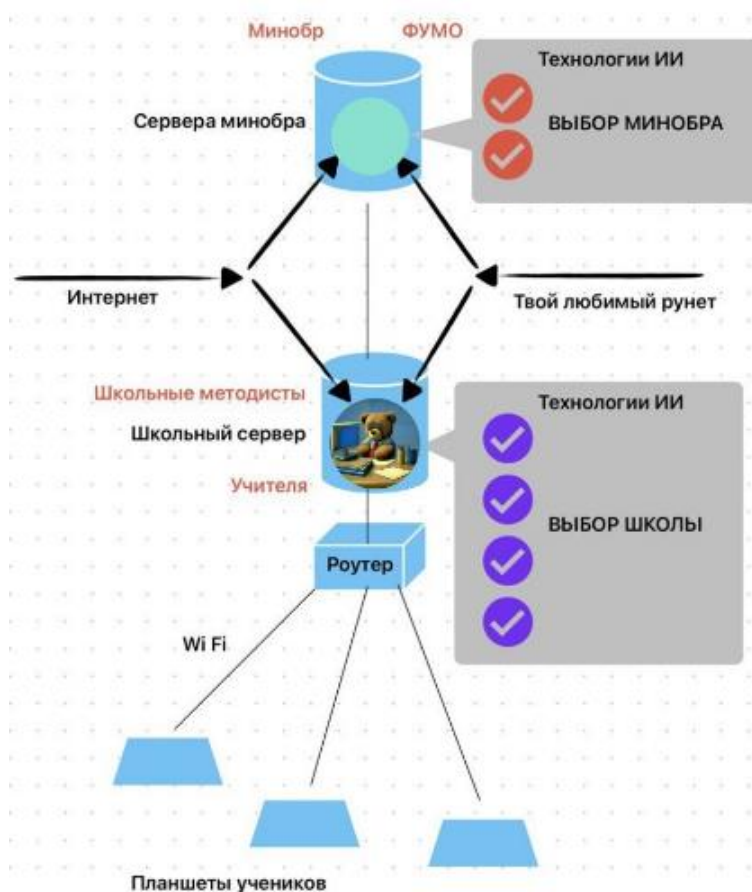 Минобр
ФУМО
Технологии ИИ
Сервера минобра
ВЫБОР МИНОБРА
Интернет
Твой любимый рунет
Школьные методисты
Технологии ИИ
Школьный сервер
Учителя
ВЫБОР ШКОЛЫ
Роутер
Wi Fi
Планшеты учеников